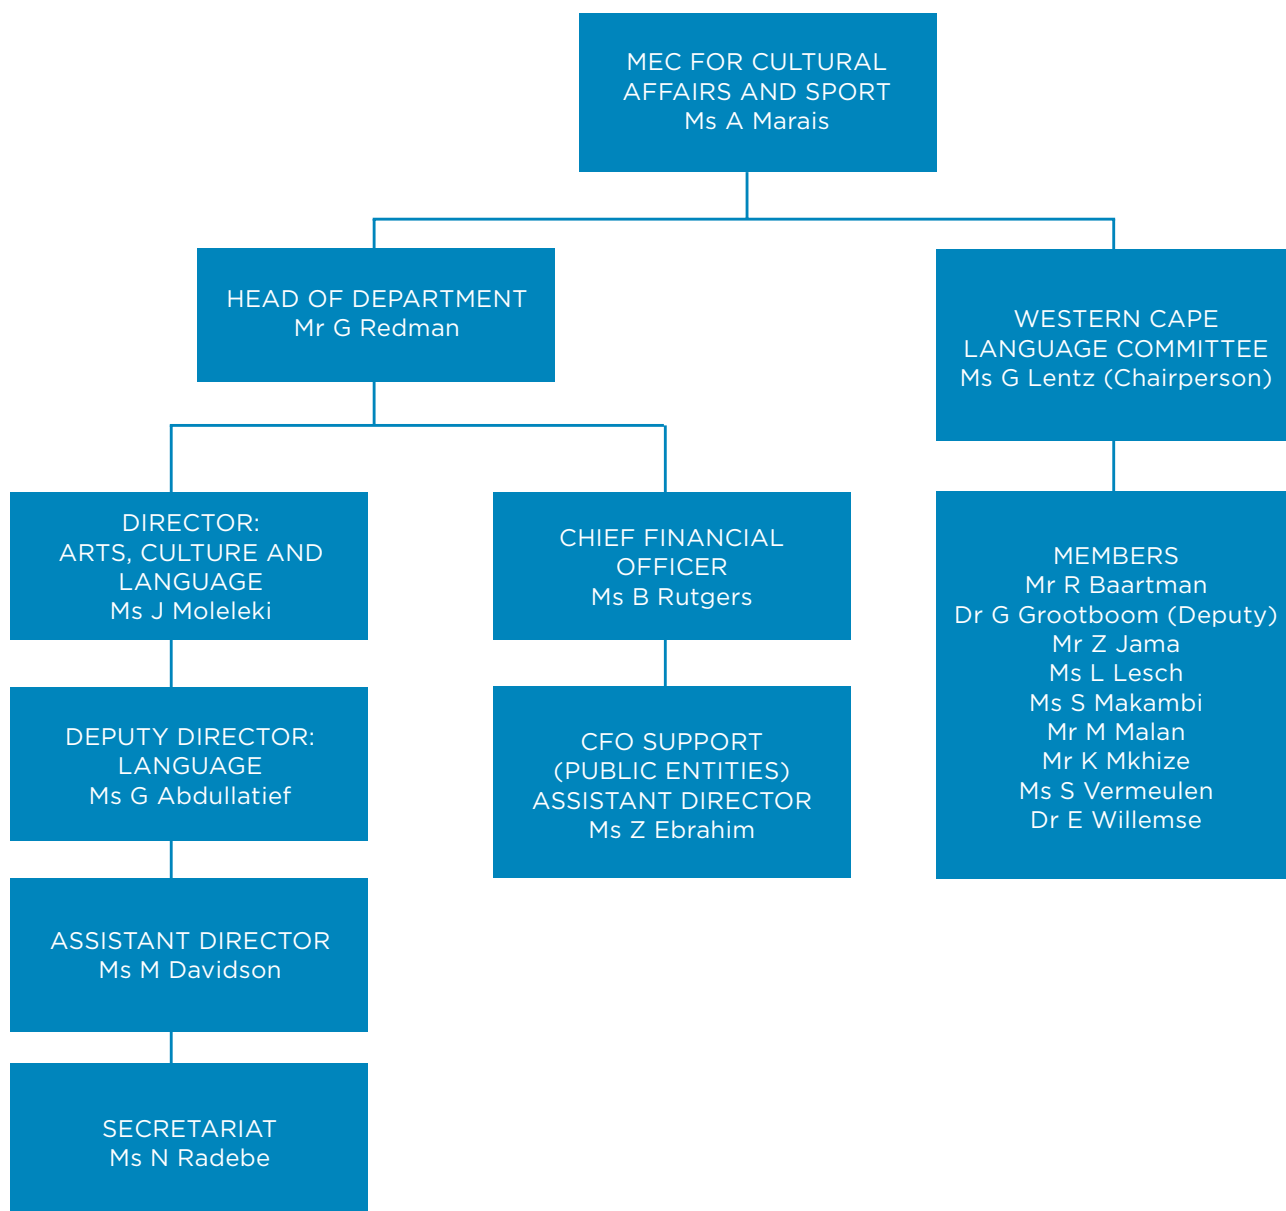 MEC FOR CULTURAL
AFFAIRS AND SPORT
Ms A Marais
HEAD OF DEPARTMENT
Mr G Redman
WESTERN CAPE
LANGUAGE COMMITTEE
Ms G Lentz (Chairperson)
DIRECTOR:
ARTS, CULTURE AND
LANGUAGE
Ms J Moleleki
CHIEF FINANCIAL
OFFICER
Ms B Rutgers
MEMBERS
Mr R Baartman
Dr G Grootboom (Deputy)
Mr Z Jama
Ms L Lesch
Ms S Makambi
Mr M Malan
Mr K Mkhize
Ms S Vermeulen
Dr E Willemse
DEPUTY DIRECTOR:
LANGUAGE
Ms G Abdullatief
CFO SUPPORT
(PUBLIC ENTITIES)
ASSISTANT DIRECTOR
Ms Z Ebrahim
ASSISTANT DIRECTOR
Ms M Davidson
SECRETARIAT
Ms N Radebe